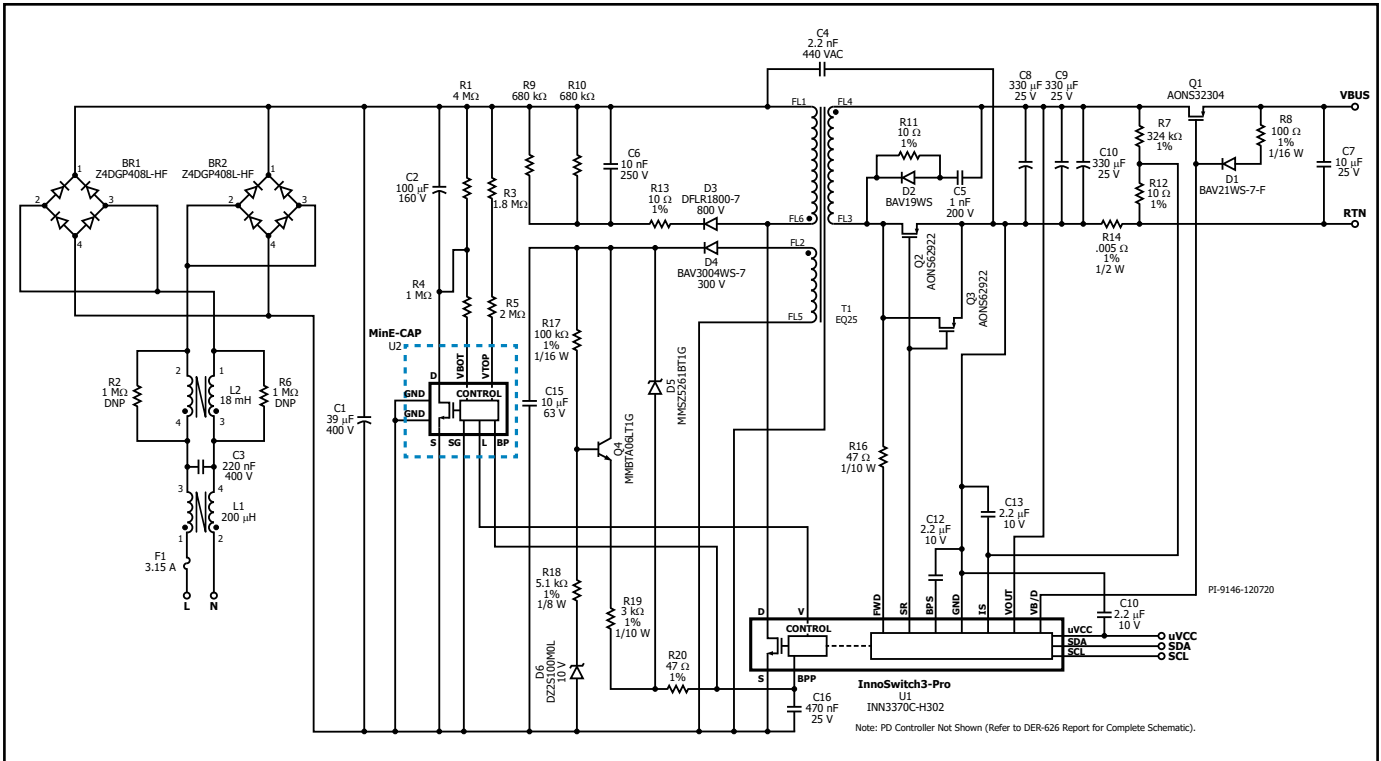 C4
2.2 nF
440 VAC
R1
4 MΩ
R9
680 kΩ
R10
680 kΩ
FL1
FL4
C8
330 µF
25 V
C9
330 µF
25 V
Q1
AONS32304
VBUS
BR1
Z4DGP408L-HF
BR2
Z4DGP408L-HF
1
2
3
4
1
2
3
4
C2
100 µF
160 V
R3
1.8 MΩ
C6
10 nF
250 V
R13
10 Ω
1%
D3
DFLR1800-7
800 V
FL6
FL3
R11
10 Ω
1%
D2
BAV19WS
C5
1 nF
200 V
C10
330 µF
25 V
R7
324 kΩ
1%
R12
10 Ω
1%
R8
100 Ω
1%
1/16 W
D1
BAV21WS-7-F
C7
10 µF
25 V
RTN
R14
.005 Ω
1%
1/2 W
FL2
D4
BAV3004WS-7
300 V
FL5
T1
EQ25
Q2
AONS62922
Q3
AONS62922
R4
1 MΩ
R5
2 MΩ
MinE-CAP
U2
D
VBOT
VTOP
GND
GND
CONTROL
S
SG
L
BP
R17
100 kΩ
1%
1/16 W
C15
10 µF
63 V
D5
MMSZ5261BT1G
Q4
MMBTA06LT1G
R2
1 MΩ
DNP
2
1
L2
18 mH
4
3
R6
1 MΩ
DNP
C1
39 µF
400 V
C3
220 nF
400 V
3
4
L1
200 µH
1
2
F1
3.15 A
L
N
R16
47 Ω
1/10 W
C12
2.2 µF
10 V
C13
2.2 µF
10 V
PI-9146-120720
R18
5.1 kΩ
1%
1/8 W
R19
3 kΩ
1%
1/10 W
D6
DZ2S100M0L
10 V
R20
47 Ω
1%
D
V
CONTROL
S
BPP
FWD
SR
BPS
GND
IS
VOUT
VB/D
C10
2.2 µF
10 V
uVCC
SDA
SCL
uVCC
SDA
SCL
C16
470 nF
25 V
InnoSwitch3-Pro
U1
INN3370C-H302
Note: PD Controller Not Shown (Refer to DER-626 Report for Complete Schematic).